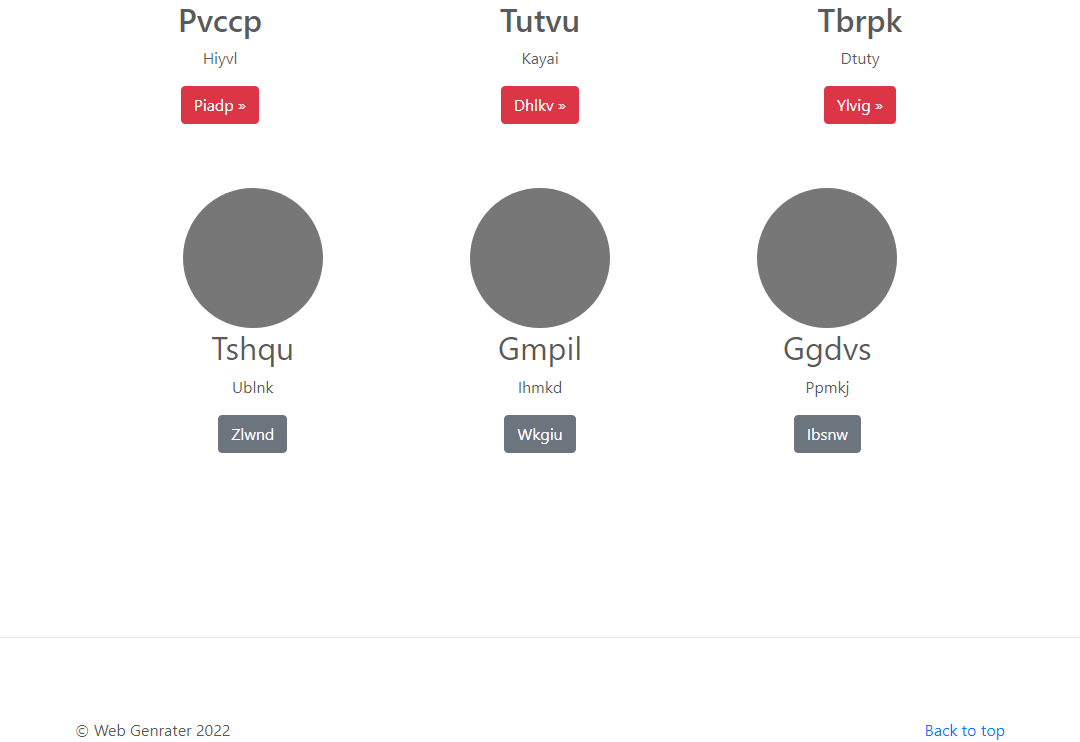 Pvccp Tutvu Tbrpk
Hiyvl Kayai Dtuty
Piadp » Dhlkv » Ylvig »
Tshqu Gmpil Ggdvs
Ublnk Ihmkd Ppmkj
Zlwnd Wkgiu Ibsnw
© Web Genrater 2022 Back to top